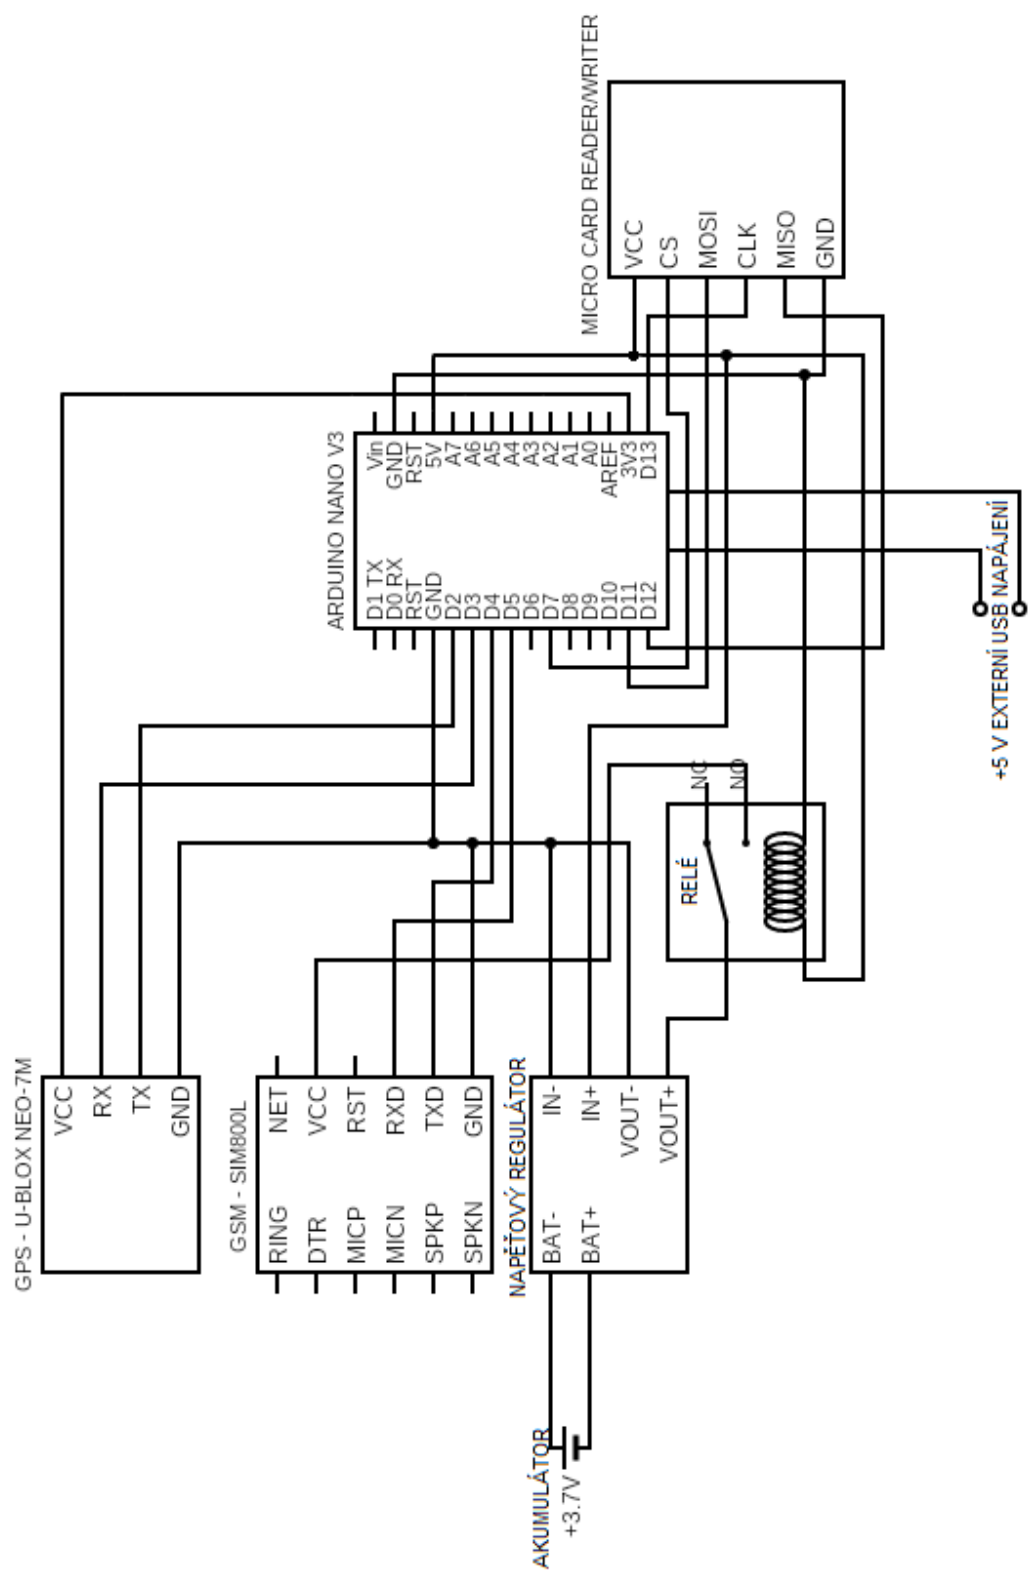 MICRO CARD READER/WRITER
VCC
CS
MOSI
CLK
MISO
GND
ARDUINO NANO V3
Vin
GND
RST
5V
A7
A6
A5
A4
A3
A2
A1
A0
AREF
3V3
D13
D1 TX
D0 RX
RST
GND
D2
D3
D4
D5
D6
D7
D8
D9
D10
D11
D12
+5 V EXTERNÍ USB NAPÁJENÍ
RELÉ
NC
NO
GPS - U-BLOX NEO-7M
VCC
RX
TX
GND
GSM - SIM800L
NET
VCC
RST
RXD
TXD
GND
RING
DTR
MICP
MICN
SPKP
SPKN
NAPĚŤOVÝ REGULÁTOR
IN-
IN+
VOUT-
VOUT+
BAT-
BAT+
AKUMULÁTOR
+3.7V